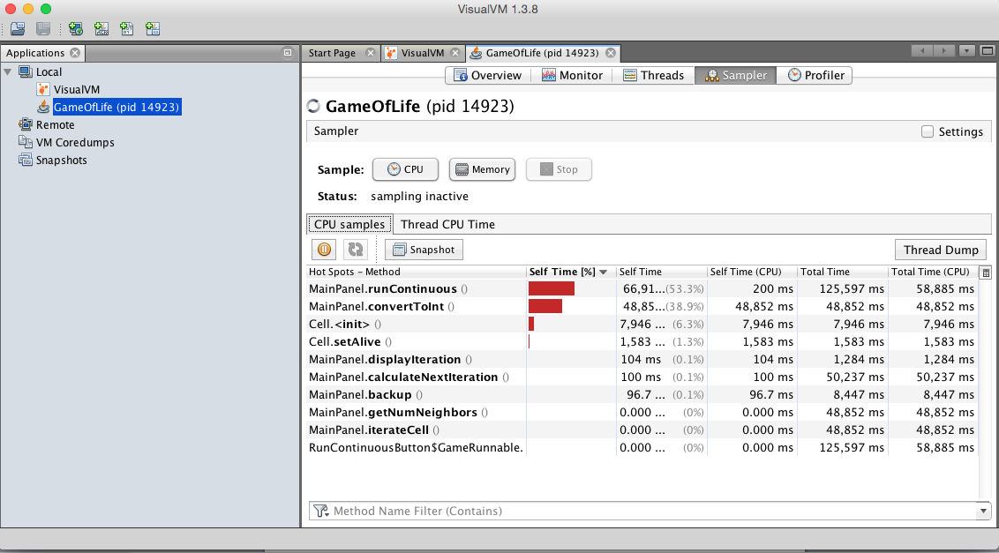 VisualVM 1.3.8
Applications
Start Page
VisualVM
GameOfLife (pid 14923)
Local
VisualVM
GameOfLife (pid 14923)
Remote
VM Coredumps
Snapshots
Overview Monitor Threads Sampler Profiler
GameOfLife (pid 14923)
Sampler Settings
Sample: CPU Memory Stop
Status: sampling inactive
CPU samples Thread CPU Time
Snapshot Thread Dump
Hot Spots - Method Self Time [%] Self Time Self Time (CPU) Total Time Total Time (CPU)
MainPanel.runContinuous () 66,91...(53.3%) 200 ms 125,597 ms 58,885 ms
MainPanel.convertToInt () 48,85...(38.9%) 48,852 ms 48,852 ms 48,852 ms
Cell.<init> () 7,946 ... (6.3%) 7,946 ms 7,946 ms 7,946 ms
Cell.setAlive () 1,583 ... (1.3%) 1,583 ms 1,583 ms 1,583 ms
MainPanel.displayIteration () 104 ms (0.1%) 104 ms 1,284 ms 1,284 ms
MainPanel.calculateNextIteration () 100 ms (0.1%) 100 ms 50,237 ms 50,237 ms
MainPanel.backup () 96.7 ... (0.1%) 96.7 ms 8,447 ms 8,447 ms
MainPanel.getNumNeighbors () 0.000 ... (0%) 0.000 ms 48,852 ms 48,852 ms
MainPanel.iterateCell () 0.000 ... (0%) 0.000 ms 48,852 ms 48,852 ms
RunContinuousButton$GameRunnable. 0.000 ... (0%) 0.000 ms 125,597 ms 58,885 ms
Method Name Filter (Contains)